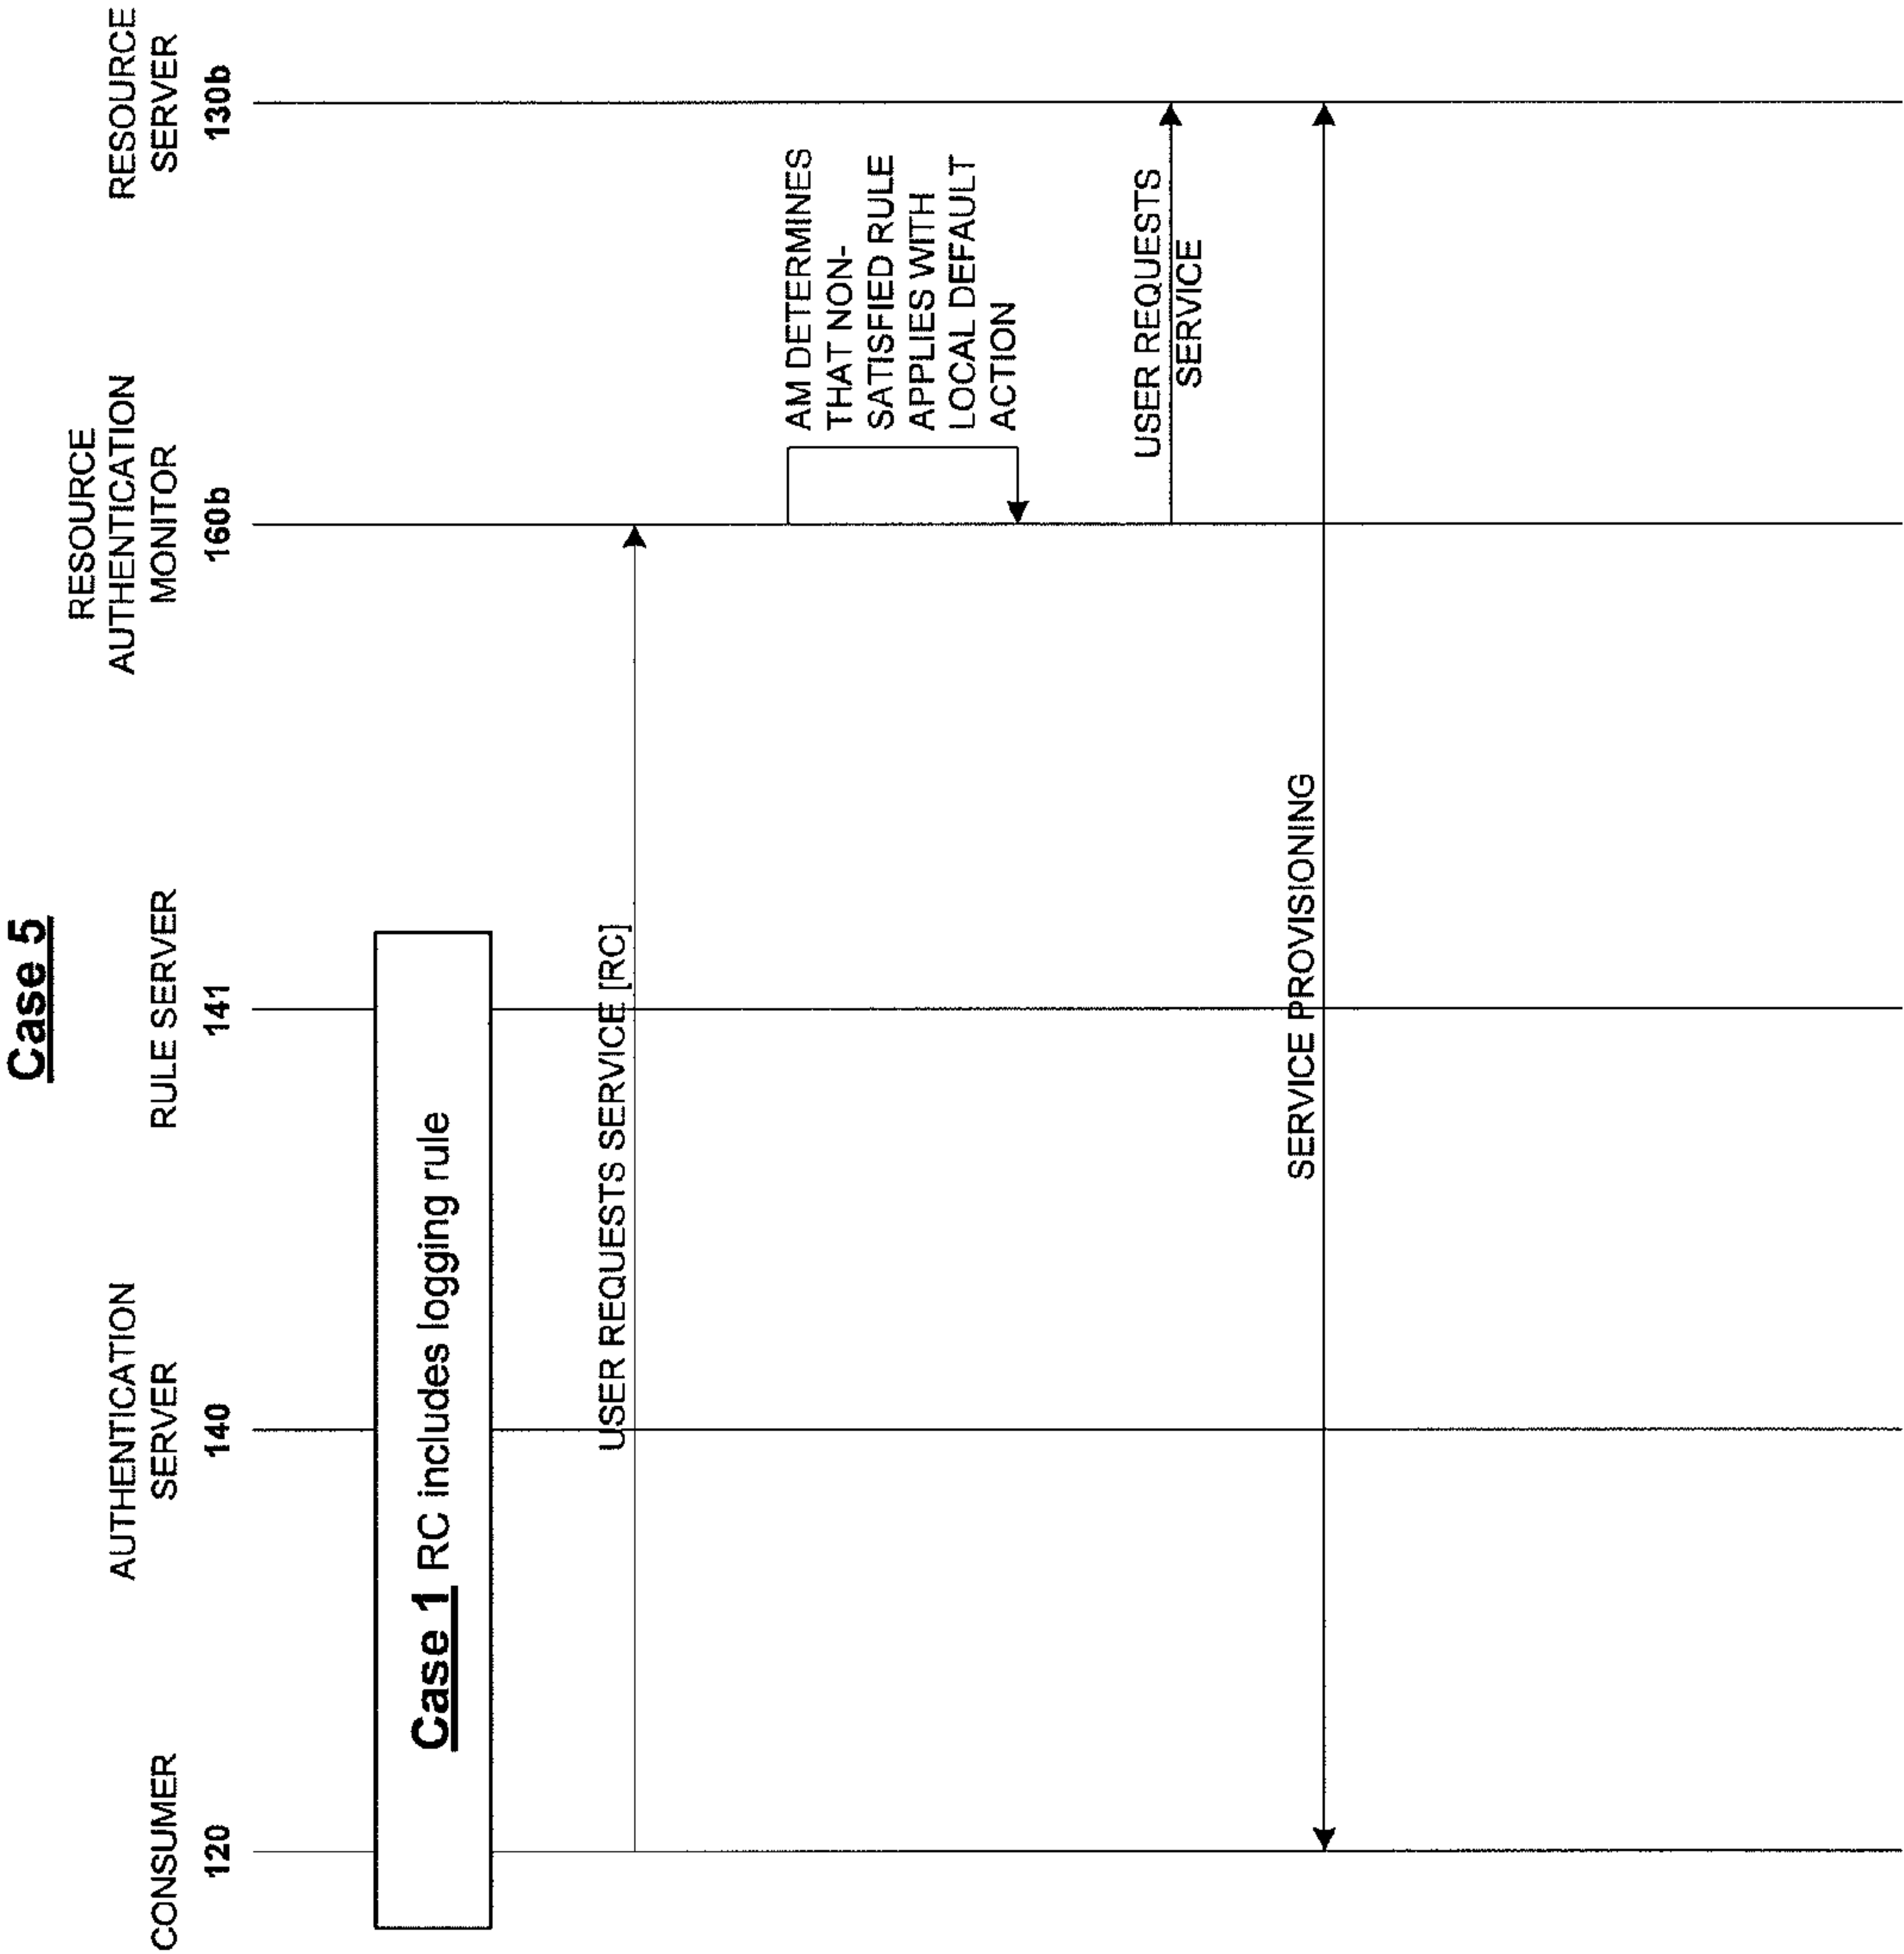 Case 5
CONSUMER
120
AUTHENTICATION
SERVER
140
RULE SERVER
141
RESOURCE
AUTHENTICATION
MONITOR
160b
RESOURCE
SERVER
130b
Case 1 RC includes logging rule
USER REQUESTS SERVICE [RC]
AM DETERMINES
THAT NON-
SATISFIED RULE
APPLIES WITH
LOCAL DEFAULT
ACTION
USER REQUESTS
SERVICE
SERVICE PROVISIONING